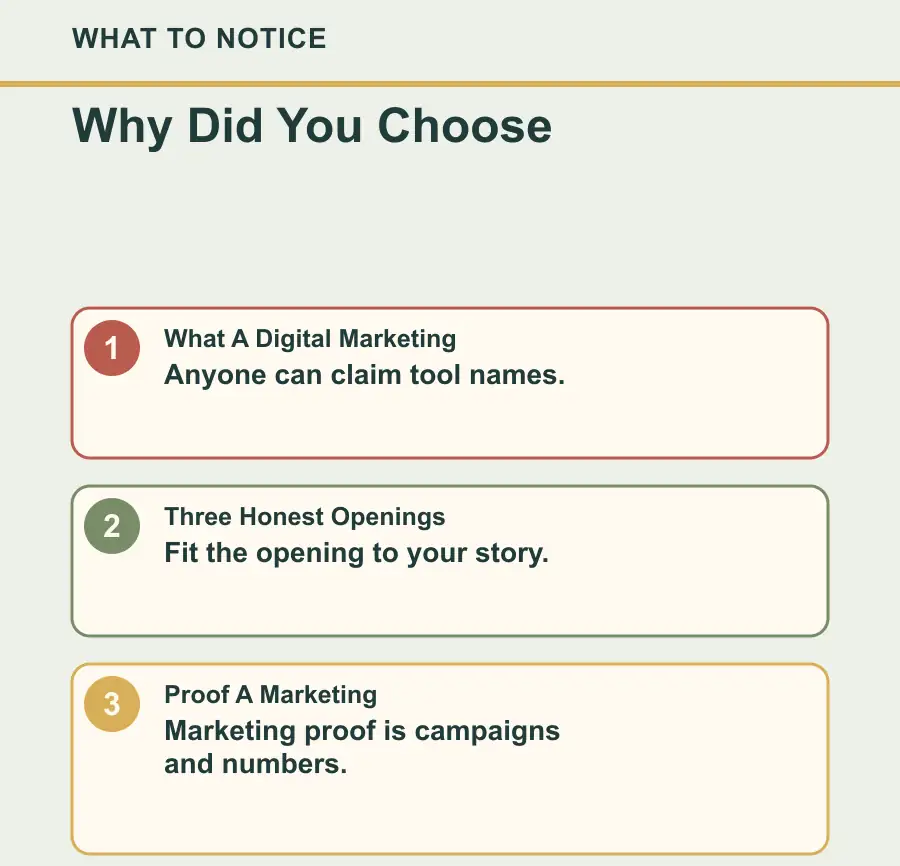 WHAT TO NOTICE
Why Did You Choose
1
What A Digital Marketing
Anyone can claim tool names.
2
Three Honest Openings
Fit the opening to your story.
3
Proof A Marketing
Marketing proof is campaigns
and numbers.